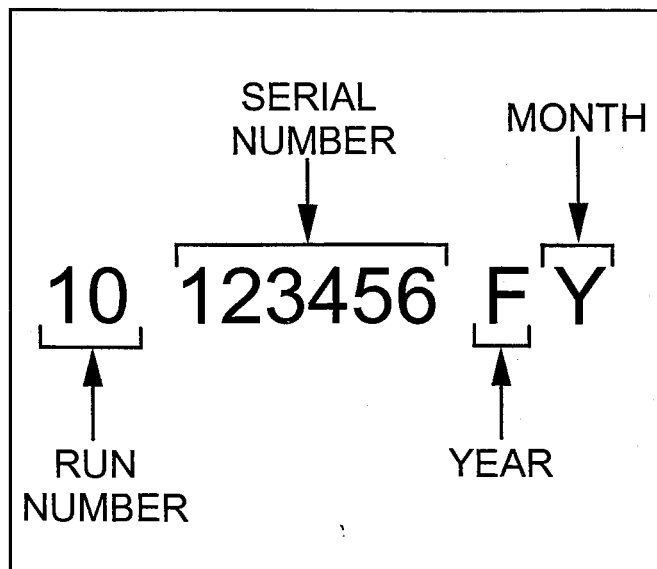 SERIAL
NUMBER
MONTH
10 123456 F Y
RUN
NUMBER
YEAR